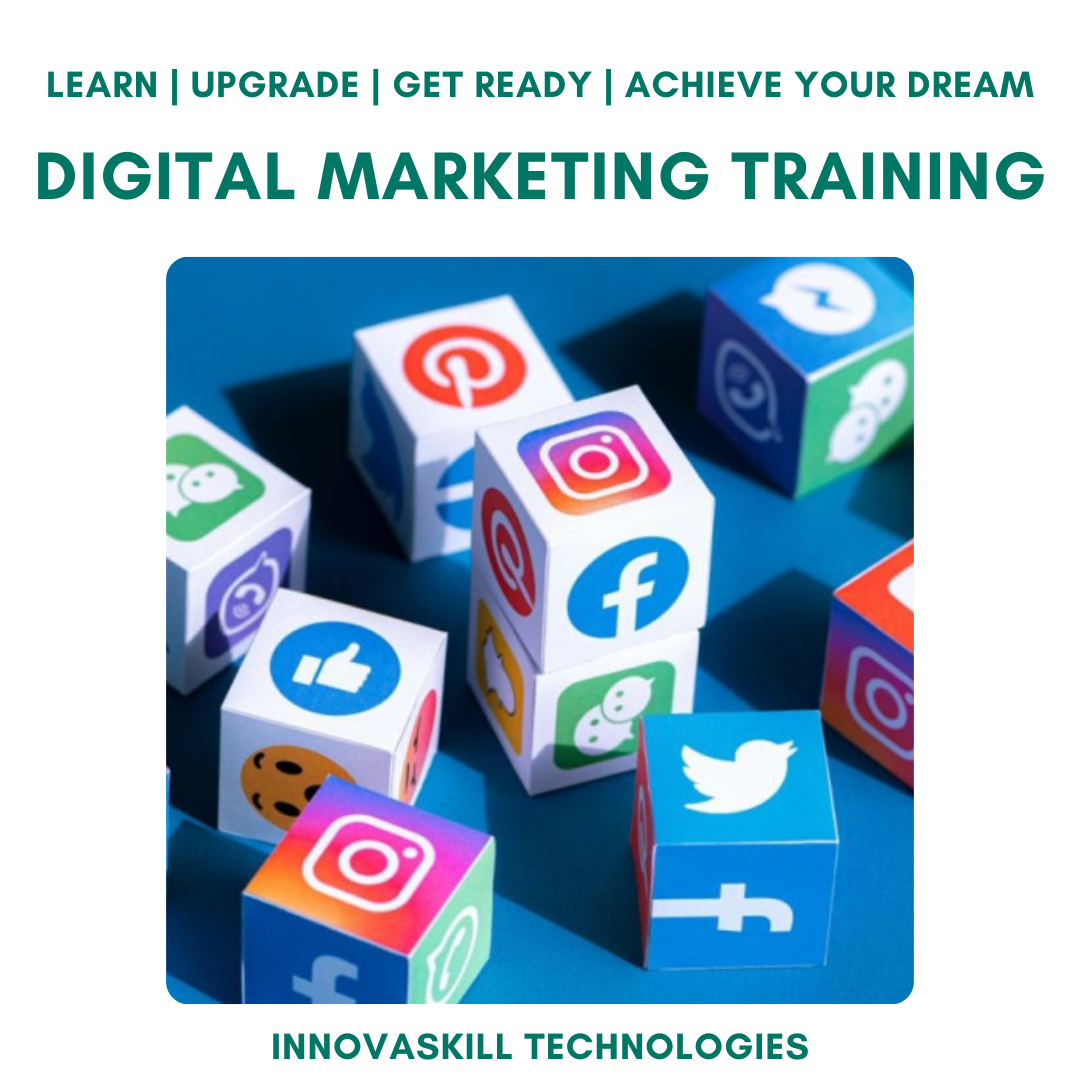 LEARN | UPGRADE | GET READY | ACHIEVE YOUR DREAM
DIGITAL MARKETING TRAINING
INNOVASKILL TECHNOLOGIES